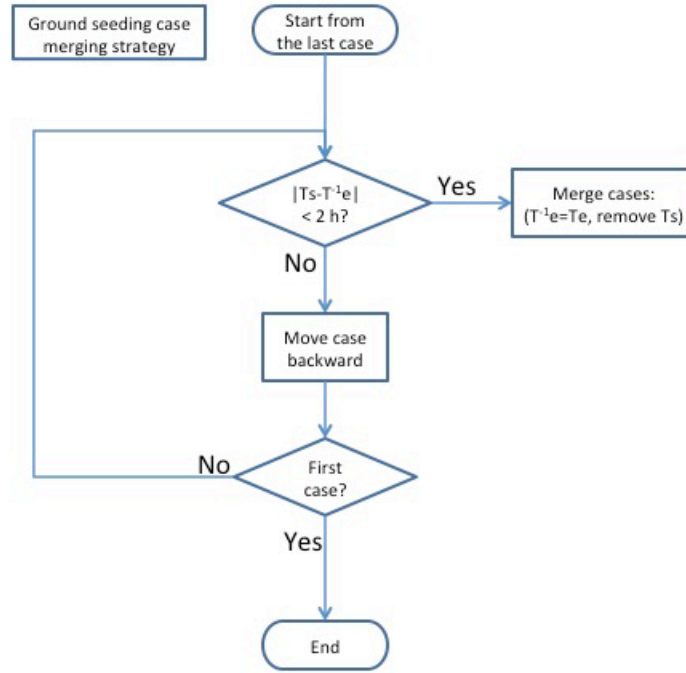 Ground seeding case
merging strategy
Start from
the last case
|Ts-T⁻¹e|
< 2 h?
Yes
Merge cases:
(T⁻¹e=Te, remove Ts)
No
Move case
backward
No
First
case?
Yes
End